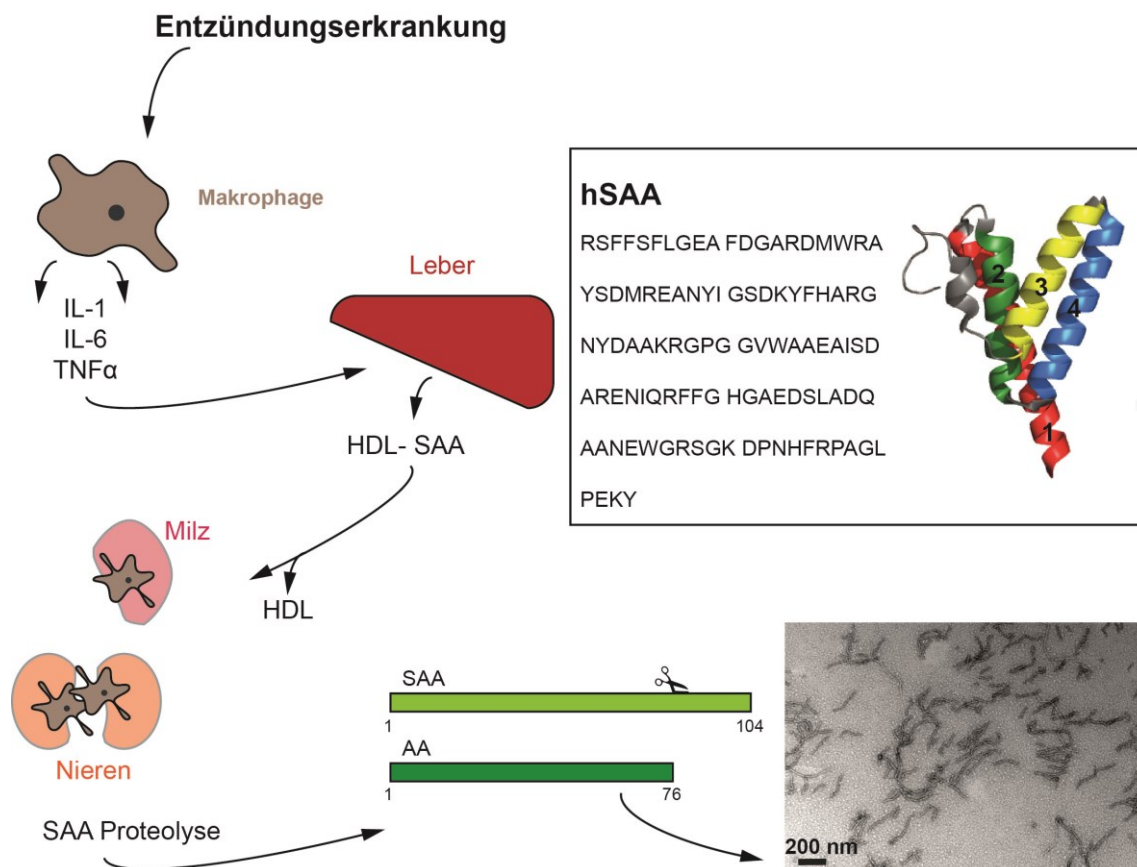 Entzündungserkrankung
Makrophage
IL-1
IL-6
TNFα
Leber
HDL- SAA
Milz
HDL
Nieren
SAA Proteolyse
hSAA
RSFFSFLGEA FDGARDMWRA
YSDMREANYI GSDKYFHARG
NYDAAKRGPG GVWAAEAISD
ARENIQRFFG HGAEDSLADQ
AANEWGRSGK DPNHFRPAGL
PEKY
2
3
4
1
SAA
1 104
AA
1 76
200 nm